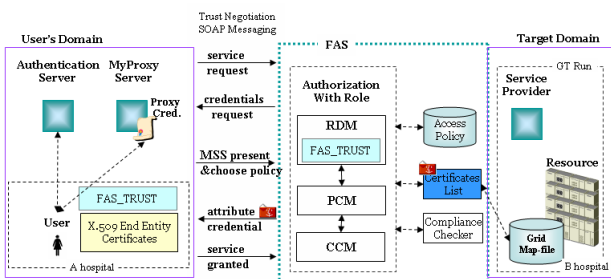 Trust Negotiation
SOAP Messaging
User's Domain
FAS
Target Domain
Authentication
Server
MyProxy
Server
Proxy
Cred.
FAS_TRUST
User
X.509 End Entity
Certificates
A hospital
service
request
credentials
request
MSS present
&choose policy
attribute
credential
service
granted
Authorization
With Role
RDM
FAS_TRUST
PCM
CCM
Access
Policy
Certificates
List
Compliance
Checker
GT Run
Service
Provider
Resource
Grid
Map-file
B hospital